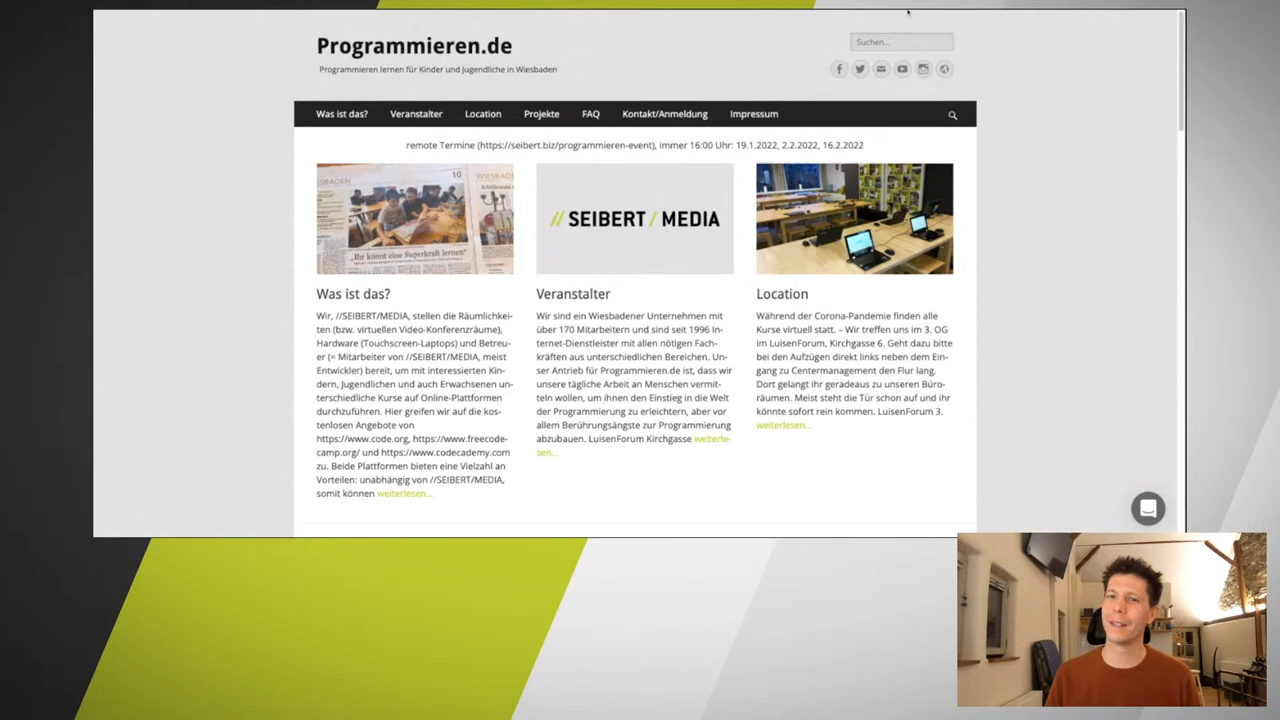 Programmieren.de
Programmieren lernen für Kinder und Jugendliche in Wiesbaden
Suchen...
Was ist das?
Veranstalter
Location
Projekte
FAQ
Kontakt/Anmeldung
Impressum
remote Termine (https://seibert.biz/programmieren-event), immer 16:00 Uhr: 19.1.2022, 2.2.2022, 16.2.2022
10
WIESBADEN
„Ihr könnt eine Superkraft lernen"
// SEIBERT / MEDIA
Was ist das?
Wir, //SEIBERT/MEDIA, stellen die Räumlichkei-
ten (bzw. virtuellen Video-Konferenzräume),
Hardware (Touchscreen-Laptops) und Betreu-
er (= Mitarbeiter von //SEIBERT/MEDIA, meist
Entwickler) bereit, um mit interessierten Kin-
dern, Jugendlichen und auch Erwachsenen un-
terschiedliche Kurse auf Online-Plattformen
durchzuführen. Hier greifen wir auf die kos-
tenlosen Angebote von
https://www.code.org, https://www.freecode-
camp.org/ und https://www.codecademy.com
zu. Beide Plattformen bieten eine Vielzahl an
Vorteilen: unabhängig von //SEIBERT/MEDIA,
somit können weiterlesen...
Veranstalter
Wir sind ein Wiesbadener Unternehmen mit
über 170 Mitarbeitern und sind seit 1996 In-
ternet-Dienstleister mit allen nötigen Fach-
kräften aus unterschiedlichen Bereichen. Un-
ser Antrieb für Programmieren.de ist, dass wir
unsere tägliche Arbeit an Menschen vermit-
teln wollen, um ihnen den Einstieg in die Welt
der Programmierung zu erleichtern, aber vor
allem Berührungsängste zur Programmierung
abzubauen. LuisenForum Kirchgasse weiterle-
sen...
Location
Während der Corona-Pandemie finden alle
Kurse virtuell statt. – Wir treffen uns im 3. OG
im LuisenForum, Kirchgasse 6. Geht dazu bitte
bei den Aufzügen direkt links neben dem Ein-
gang zu Centermanagement den Flur lang.
Dort gelangt ihr geradeaus zu unseren Büro-
räumen. Meist steht die Tür schon auf und ihr
könnte sofort rein kommen. LuisenForum 3.
weiterlesen...